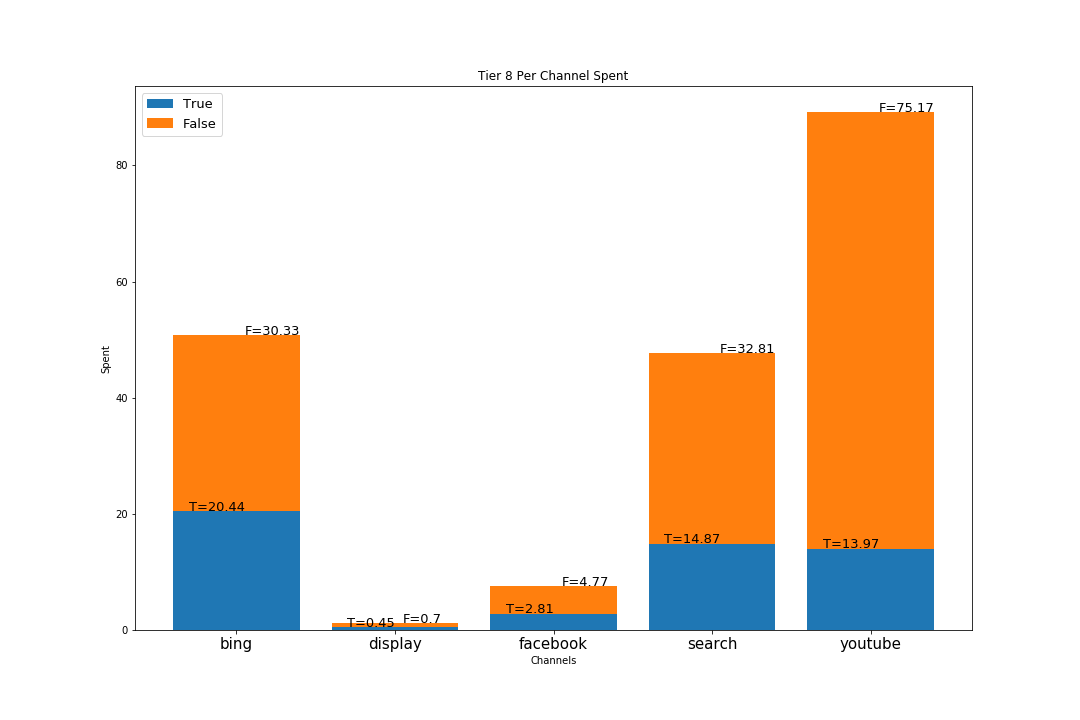 Tier 8 Per Channel Spent
True
False
F=75.17
80
60
F=30.33
F=32.81
Spent
40
20
T=20.44
T=14.87
T=13.97
F=4.77
T=2.81
F=0.7
T=0.45
0
bing display facebook search youtube
Channels